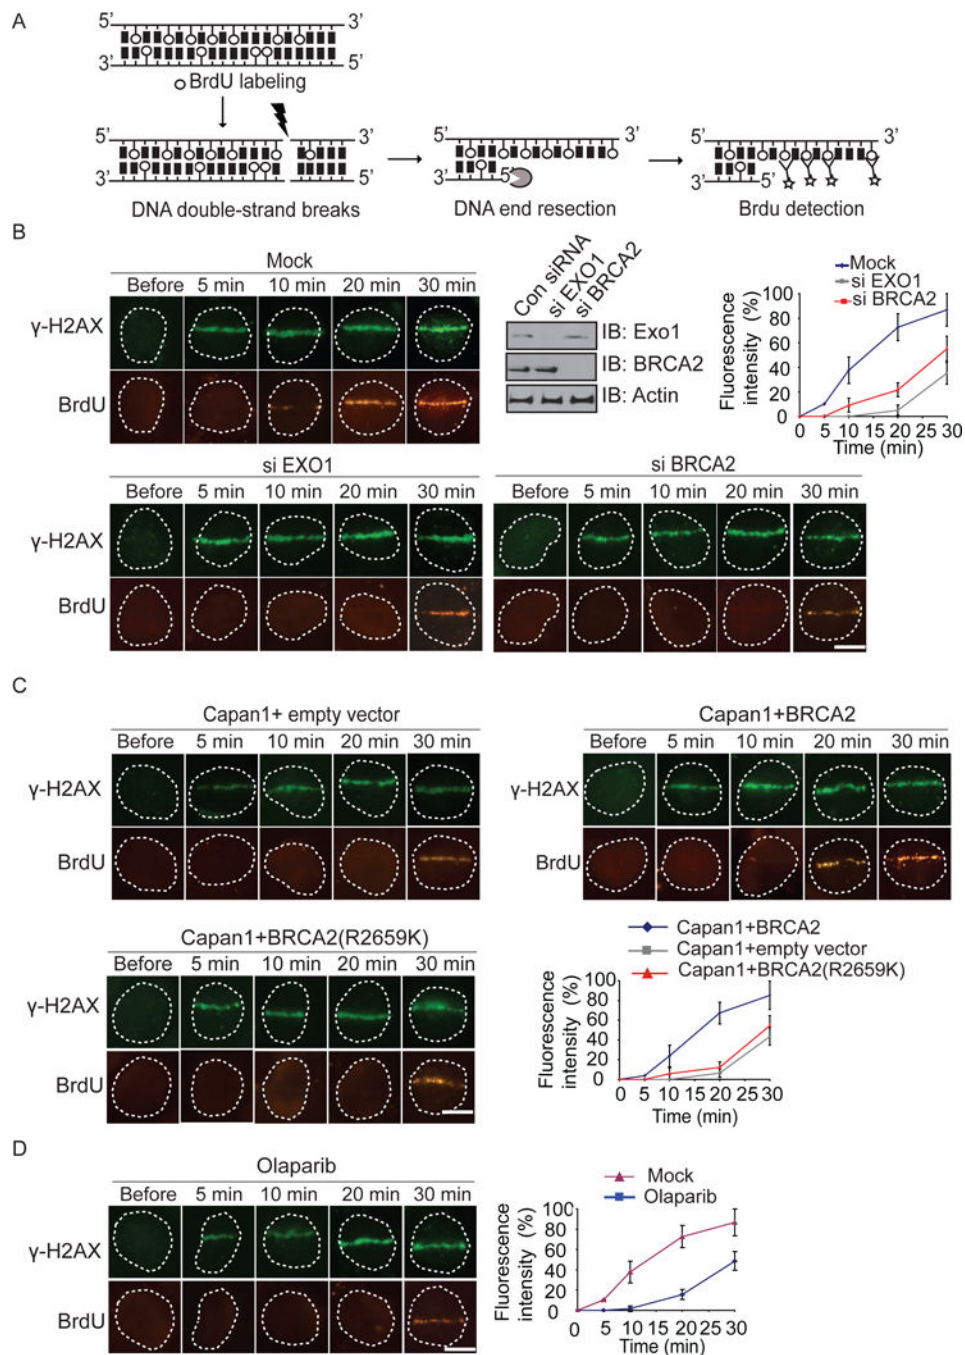 A
5’ 3’
3’ 5’
BrdU labeling
5’ 3’ 5’ 3’ 5’
3’ 5’ 3’ 5’ 3’ 5’
DNA double-strand breaks DNA end resection Brdu detection
B
Mock
Before 5 min 10 min 20 min 30 min
γ-H2AX
BrdU
Con siRNA
si EXO1
si BRCA2
IB: Exo1
IB: BRCA2
IB: Actin
Mock
si EXO1
si BRCA2
Fluorescence intensity (%)
100
80
60
40
20
0
0 5 10 15 20 25 30
Time (min)
si EXO1
Before 5 min 10 min 20 min 30 min
γ-H2AX
BrdU
si BRCA2
Before 5 min 10 min 20 min 30 min
γ-H2AX
BrdU
C
Capan1+ empty vector
Before 5 min 10 min 20 min 30 min
γ-H2AX
BrdU
Capan1+BRCA2
Before 5 min 10 min 20 min 30 min
γ-H2AX
BrdU
Capan1+BRCA2(R2659K)
Before 5 min 10 min 20 min 30 min
γ-H2AX
BrdU
Capan1+BRCA2
Capan1+empty vector
Capan1+BRCA2(R2659K)
Fluorescence intensity (%)
100
80
60
40
20
0
0 5 10 15 20 25 30
Time (min)
D
Olaparib
Before 5 min 10 min 20 min 30 min
γ-H2AX
BrdU
Mock
Olaparib
Fluorescence intensity (%)
100
80
60
40
20
0
0 5 10 15 20 25 30
Time (min)